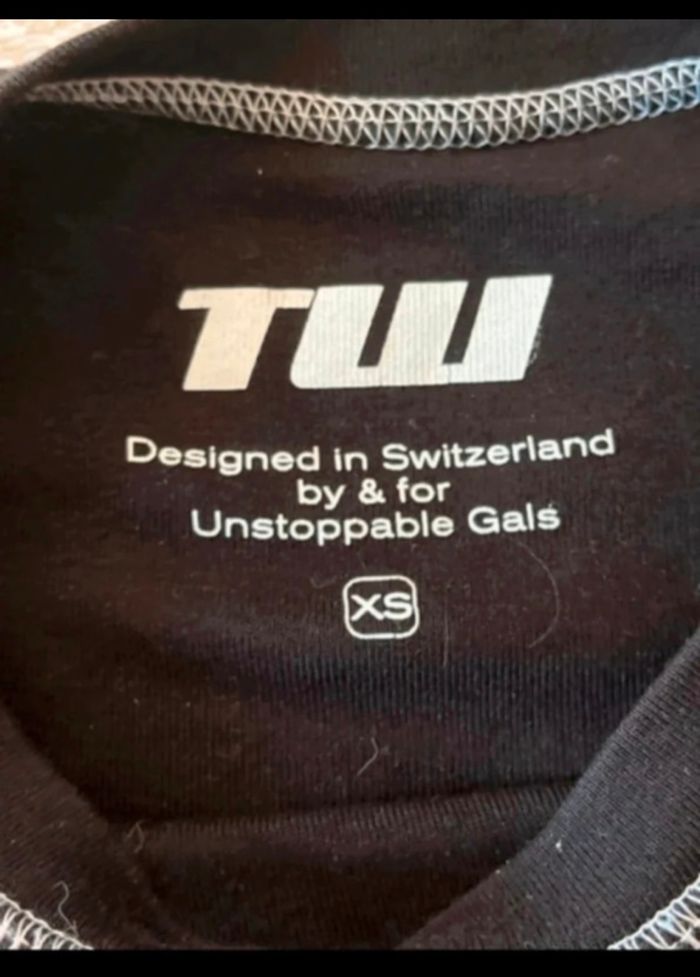 TW
Designed in Switzerland
by & for
Unstoppable Gals
XS